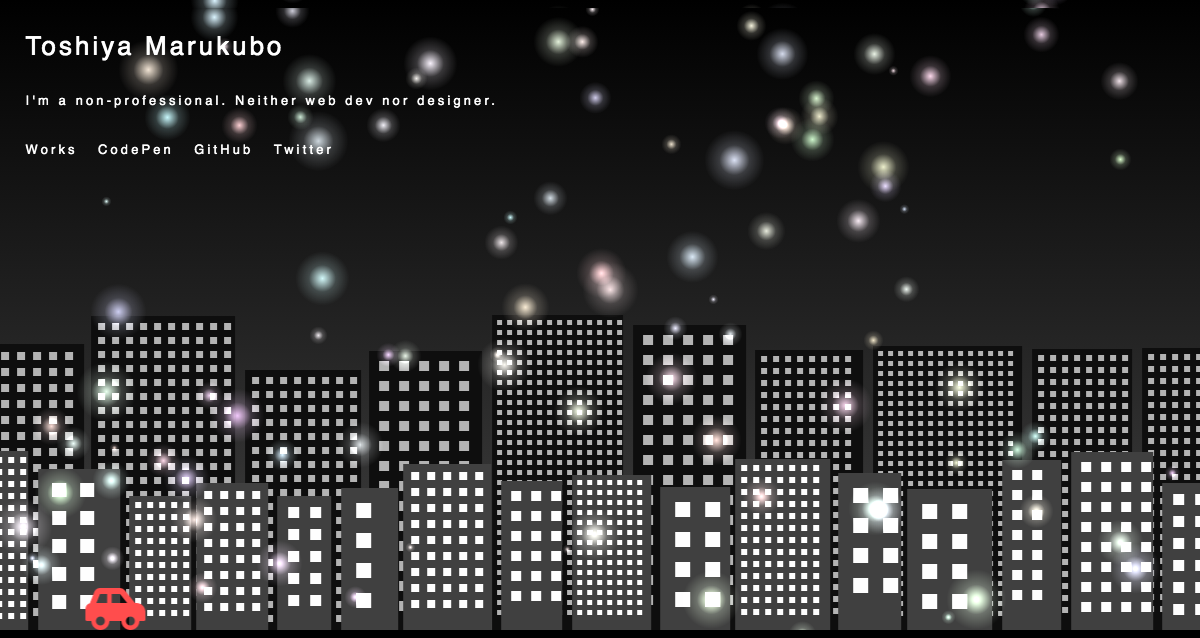 Toshiya Marukubo
I'm a non-professional. Neither web dev nor designer.
Works CodePen GitHub Twitter